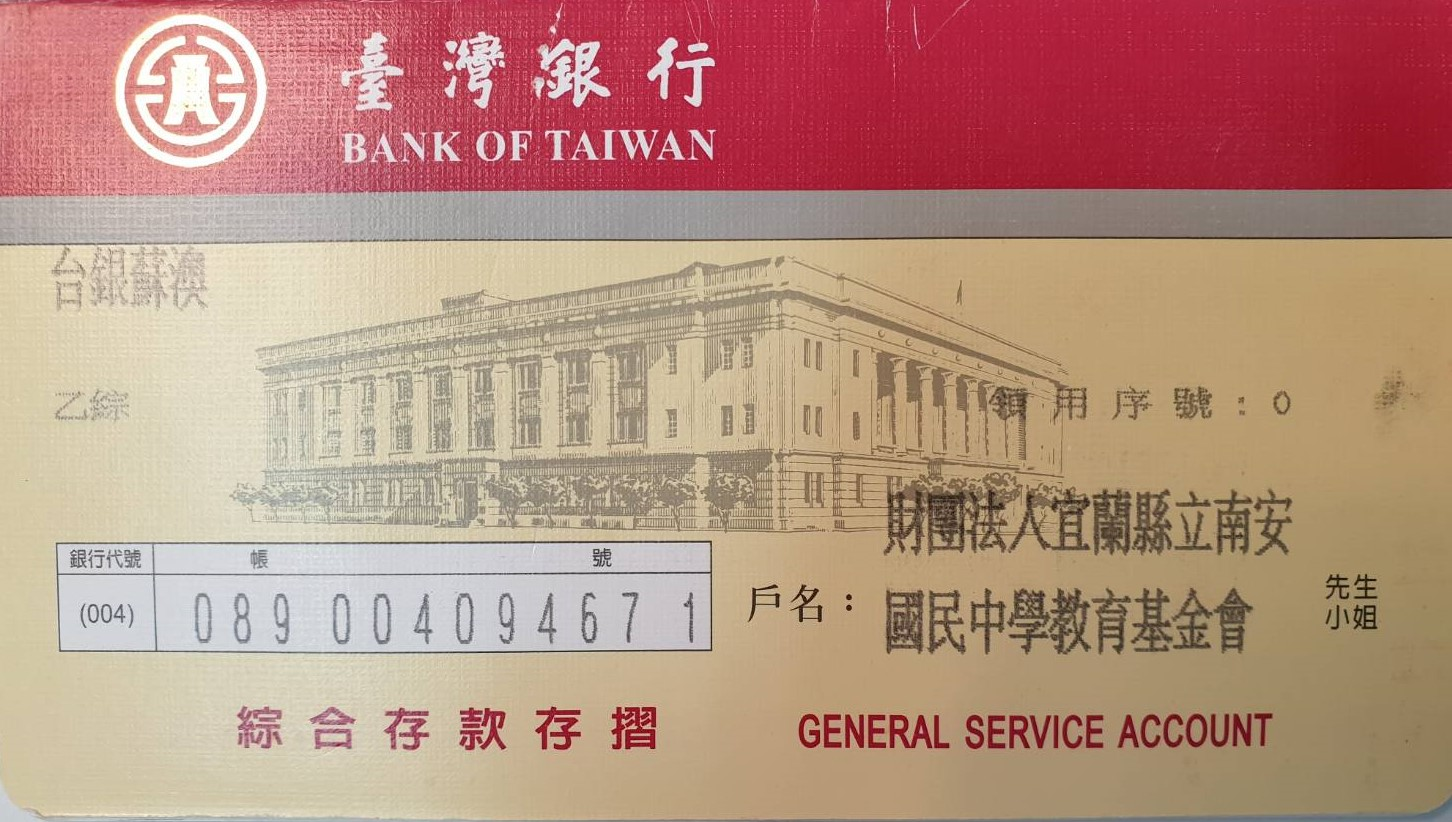 臺灣銀行
BANK OF TAIWAN
台銀蘇澳
乙綜
領用序號：0
財團法人宜蘭縣立南安
銀行代號 帳 號
(004) 089 00409467 1
戶名：國民中學教育基金會
先生
小姐
綜合存款存摺 GENERAL SERVICE ACCOUNT